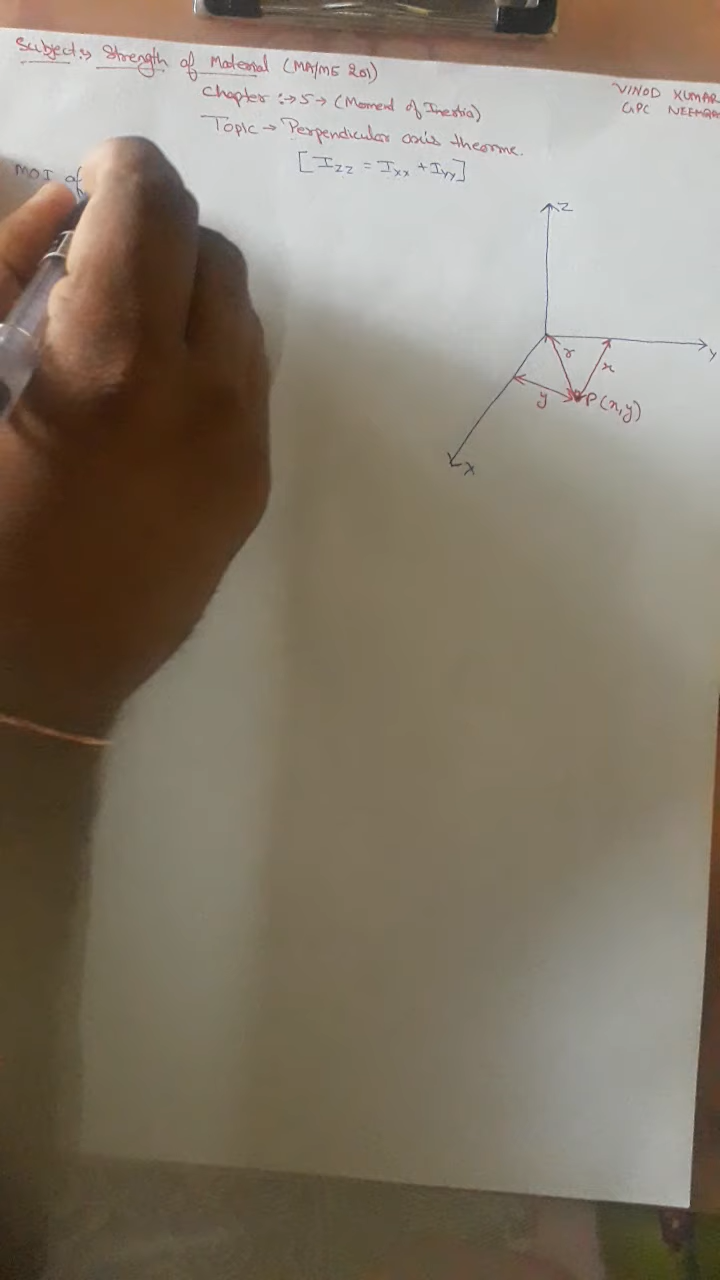 Subject:→ Strength of Material (MA/ME 201)
VINOD KUMAR
GPC
Chapter :→ 5 → (Moment of Inertia)
Topic → Perpendicular axis theorme.
[Izz = Ixx + Iyy]
MOI of
Z
Y
r
x
y
P(x,y)
X